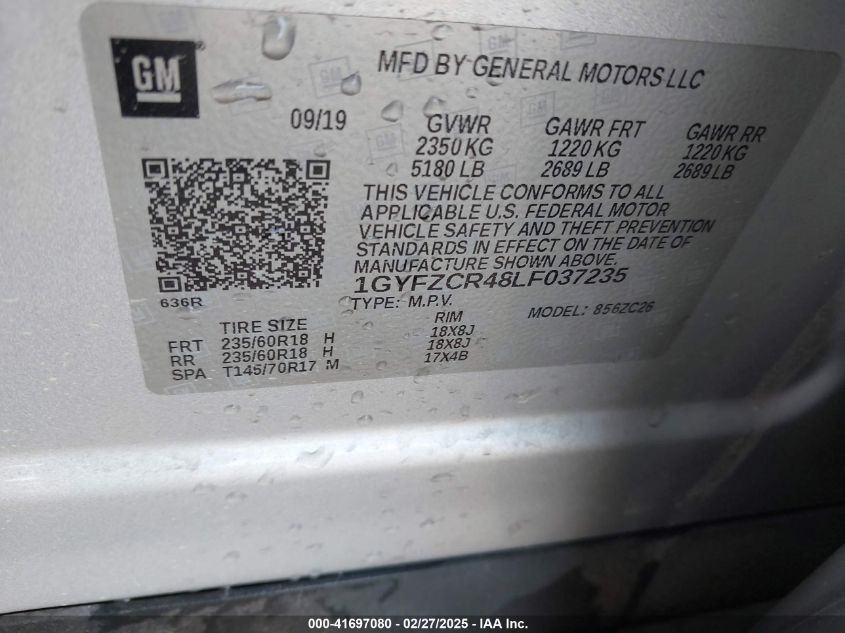 GM
MFD BY GENERAL MOTORS LLC
09/19
GVWR GAWR FRT GAWR RR
2350 KG 1220 KG 1220 KG
5180 LB 2689 LB 2689 LB
THIS VEHICLE CONFORMS TO ALL
APPLICABLE U.S. FEDERAL MOTOR
VEHICLE SAFETY AND THEFT PREVENTION
STANDARDS IN EFFECT ON THE DATE OF
MANUFACTURE SHOWN ABOVE.
1GYFZCR48LF037235
636R
TYPE: M.P.V. MODEL: 856ZC26
TIRE SIZE RIM
FRT 235/60R18 H 18X8J
RR 235/60R18 H 18X8J
SPA T145/70R17 M 17X4B
000-41697080 - 02/27/2025 - IAA Inc.